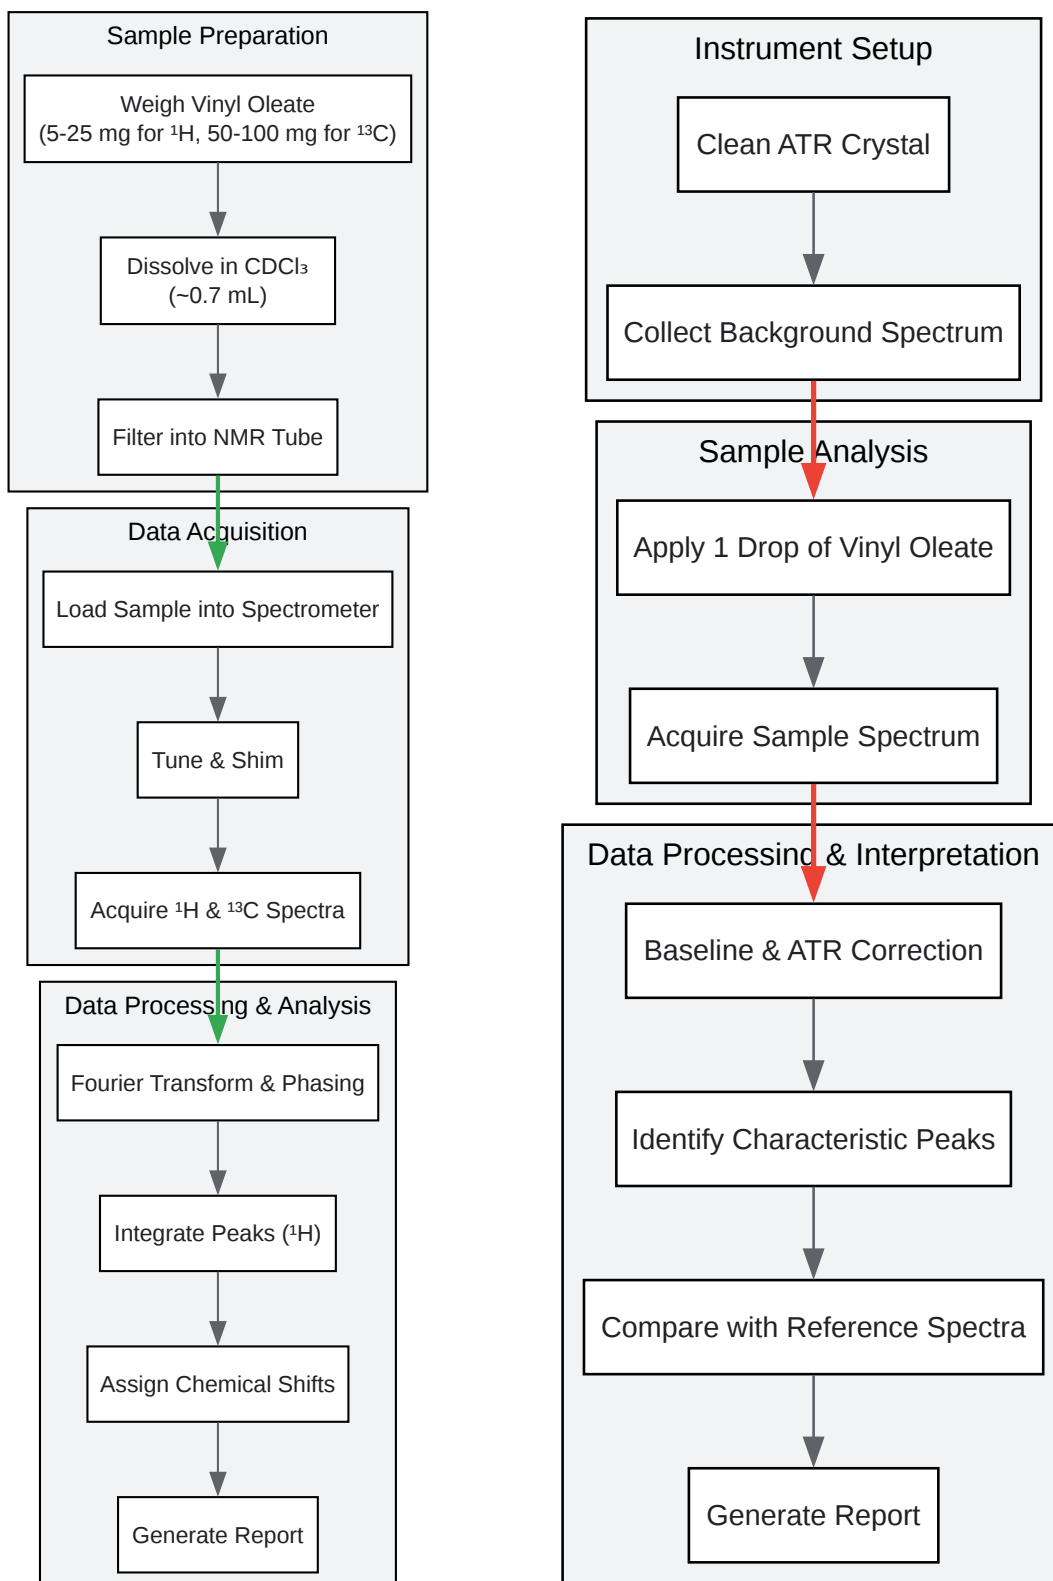 Sample Preparation
Weigh Vinyl Oleate
(5-25 mg for ¹H, 50-100 mg for ¹³C)
Dissolve in CDCl₃
(~0.7 mL)
Filter into NMR Tube
Data Acquisition
Load Sample into Spectrometer
Tune & Shim
Acquire ¹H & ¹³C Spectra
Data Processing & Analysis
Fourier Transform & Phasing
Integrate Peaks (¹H)
Assign Chemical Shifts
Generate Report
Instrument Setup
Clean ATR Crystal
Collect Background Spectrum
Sample Analysis
Apply 1 Drop of Vinyl Oleate
Acquire Sample Spectrum
Data Processing & Interpretation
Baseline & ATR Correction
Identify Characteristic Peaks
Compare with Reference Spectra
Generate Report